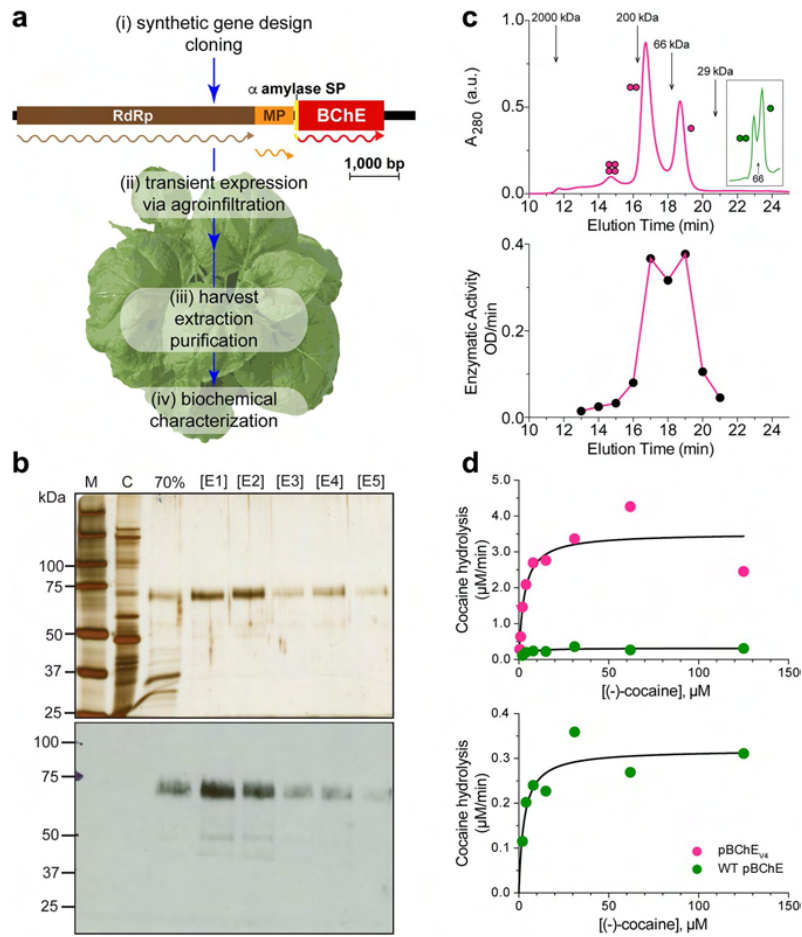 a
(i) synthetic gene design
cloning
α amylase SP
RdRp
MP
BChE
1,000 bp
(ii) transient expression
via agroinfiltration
(iii) harvest
extraction
purification
(iv) biochemical
characterization
b
kDa
M C 70% [E1] [E2] [E3] [E4] [E5]
100
75
50
37
25
100
75
50
37
25
c
2000 kDa
200 kDa
66 kDa
29 kDa
66
A280 (a.u.)
1.0
0.5
0.0
10 12 14 16 18 20 22 24
Elution Time (min)
Enzymatic Activity
OD/min
0.4
0.2
0.0
10 12 14 16 18 20 22 24
Elution Time (min)
d
Cocaine hydrolysis
(µM/min)
5.0
4.0
3.0
2.0
1.0
0.0
0 50 100 150
[(-)-cocaine], µM
Cocaine hydrolysis
(µM/min)
0.4
0.3
0.2
0.1
0.0
0 50 100 150
[(-)-cocaine], µM
pBChEV4
WT pBChE